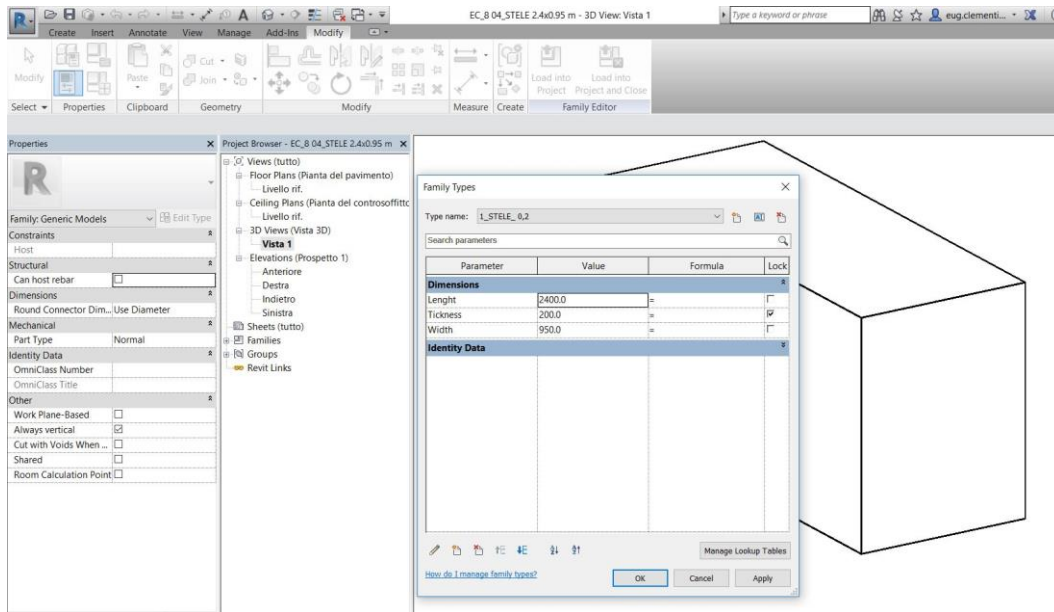 EC_8 04_STELE 2.4x0.95 m - 3D View: Vista 1
Type a keyword or phrase
eug.clementi...
Create Insert Annotate View Manage Add-Ins Modify
Modify
Paste
Cut
Join
Load into Project
Load into Project and Close
Select Properties Clipboard Geometry Modify Measure Create Family Editor
Properties
R
Family: Generic Models
Edit Type
Constraints
Host
Structural
Can host rebar
Dimensions
Round Connector Dim... Use Diameter
Mechanical
Part Type Normal
Identity Data
OmniClass Number
OmniClass Title
Other
Work Plane-Based
Always vertical
Cut with Voids When ...
Shared
Room Calculation Point
Project Browser - EC_8 04_STELE 2.4x0.95 m
Views (tutto)
Floor Plans (Pianta del pavimento)
Livello rif.
Ceiling Plans (Pianta del controsoffitto
Livello rif.
3D Views (Vista 3D)
Vista 1
Elevations (Prospetto 1)
Anteriore
Destra
Indietro
Sinistra
Sheets (tutto)
Families
Groups
Revit Links
Family Types
Type name: 1_STELE_ 0,2
Search parameters
Parameter Value Formula Lock
Dimensions
Lenght 2400.0 =
Tickness 200.0 =
Width 950.0 =
Identity Data
Manage Lookup Tables
How do I manage family types?
OK Cancel Apply